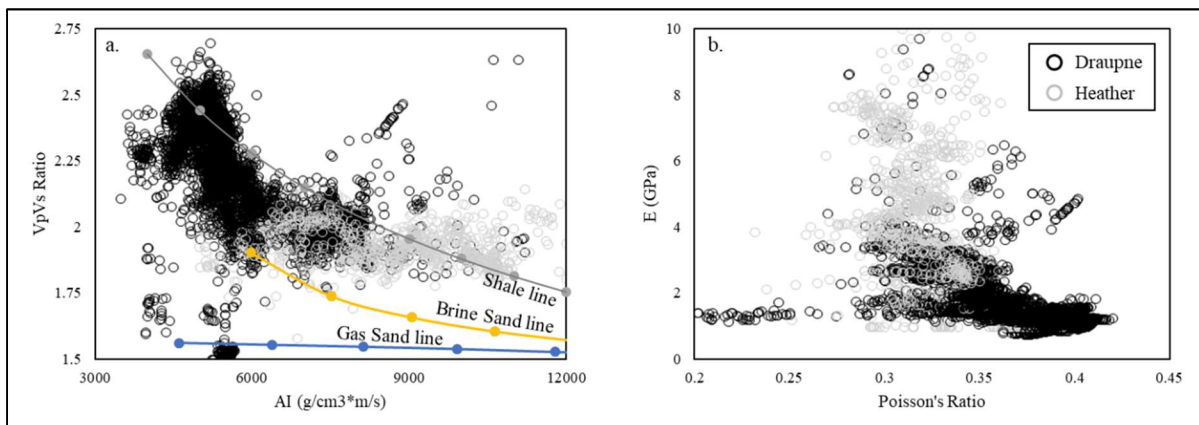 a.
VpVs Ratio
2.75
2.5
2.25
2
1.75
1.5
Shale line
Brine Sand line
Gas Sand line
3000
6000
9000
12000
AI (g/cm3*m/s)
b.
E (GPa)
10
8
6
4
2
0
Draupne
Heather
0.2
0.25
0.3
0.35
0.4
0.45
Poisson's Ratio